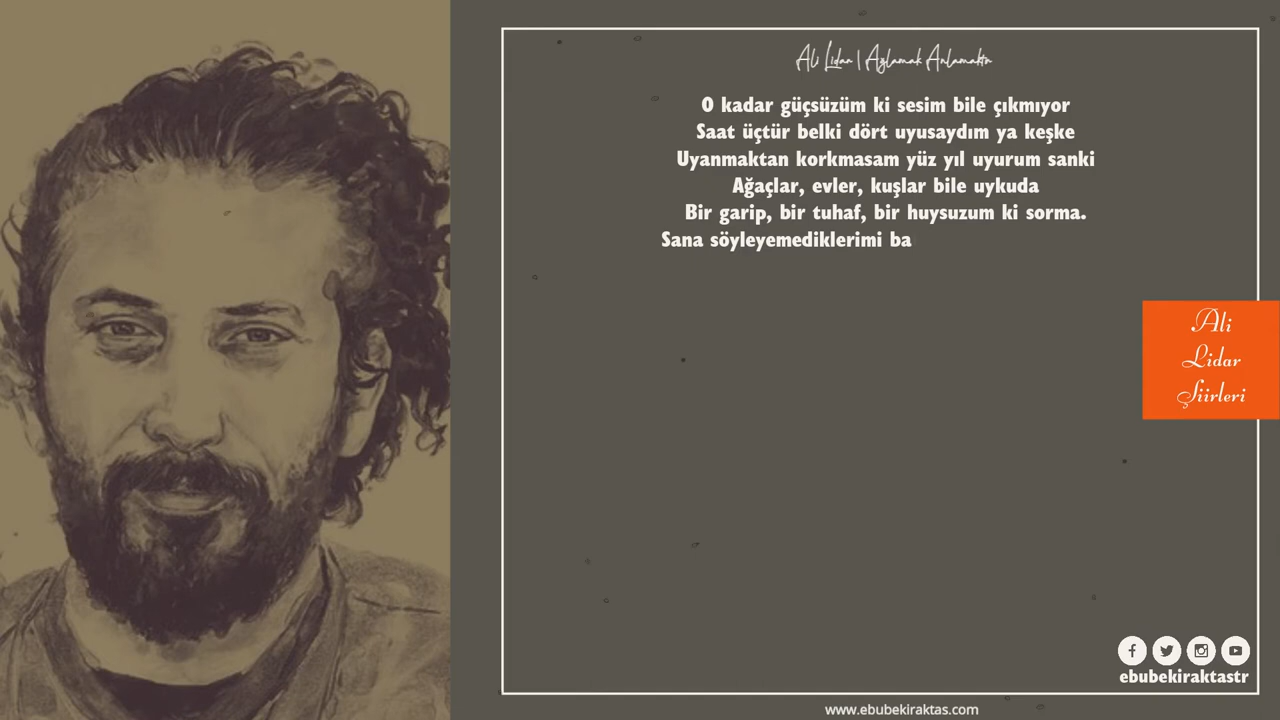 Ali Lidar | Ağlamak Anlamaktır
O kadar güçsüzüm ki sesim bile çıkmıyor
Saat üçtür belki dört uyusaydım ya keşke
Uyanmaktan korkmasam yüz yıl uyurum sanki
Ağaçlar, evler, kuşlar bile uykuda
Bir garip, bir tuhaf, bir huysuzum ki sorma.
Sana söyleyemediklerimi ba
Ali
Lidar
Şiirleri
ebubekiraktastr
www.ebubekiraktas.com